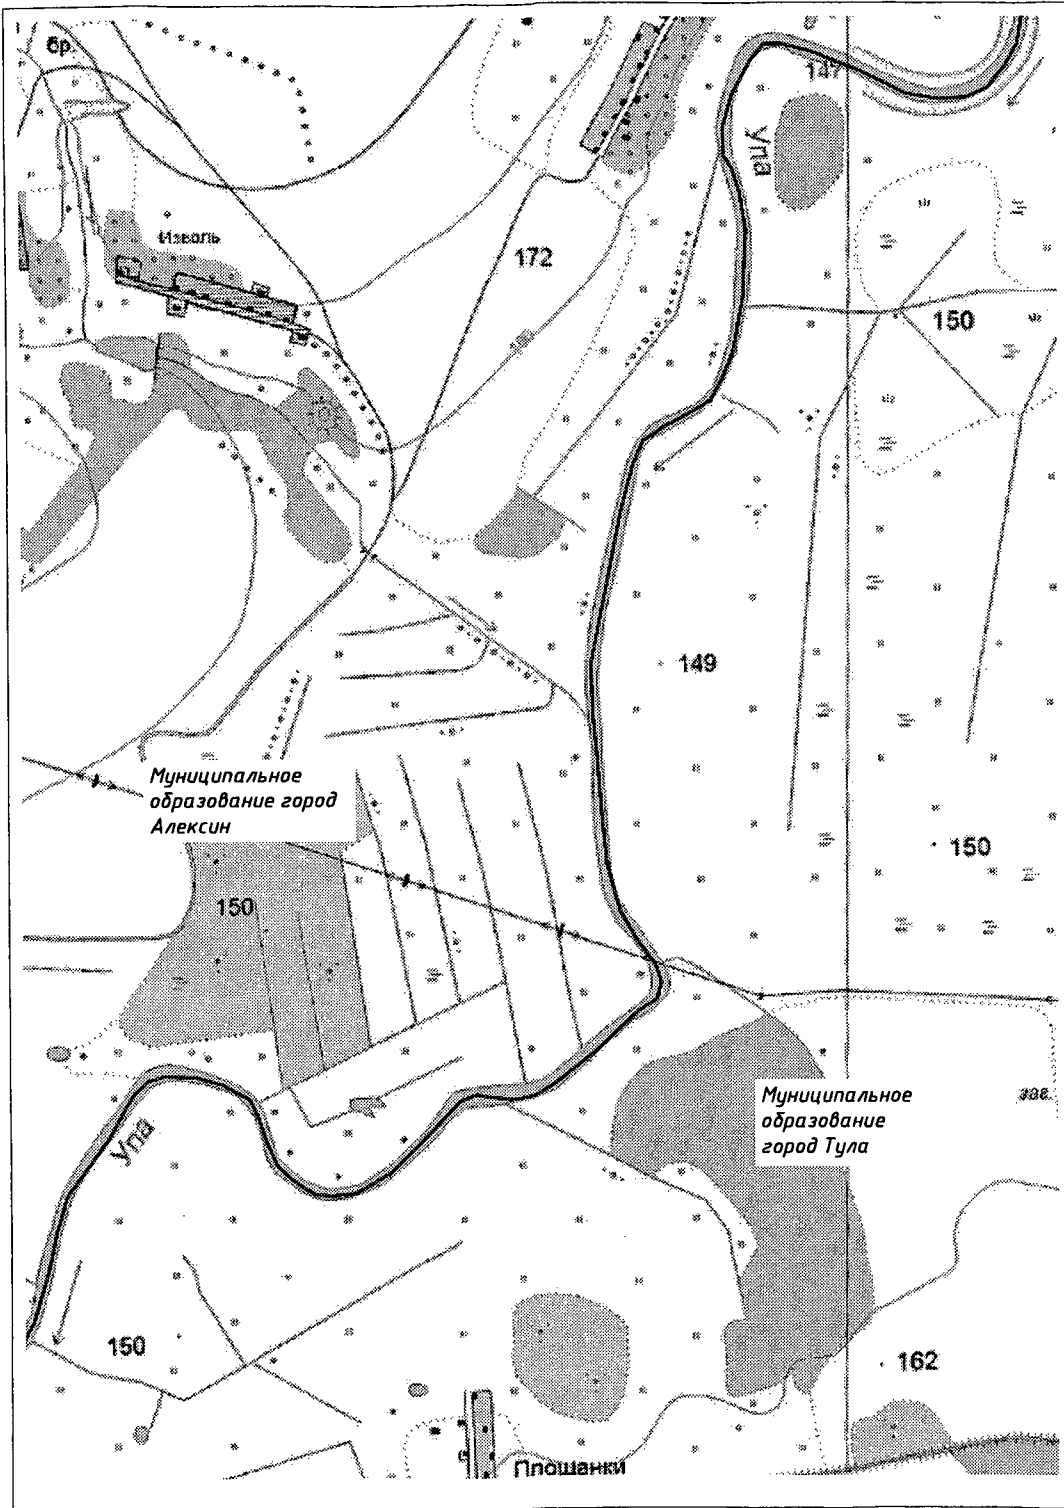 бр.
147
Упа
Изволь
172
150
149
Муниципальное
образование город
Алексин
150
150
Муниципальное
образование
город Тула
Упа
150
162
Площанки